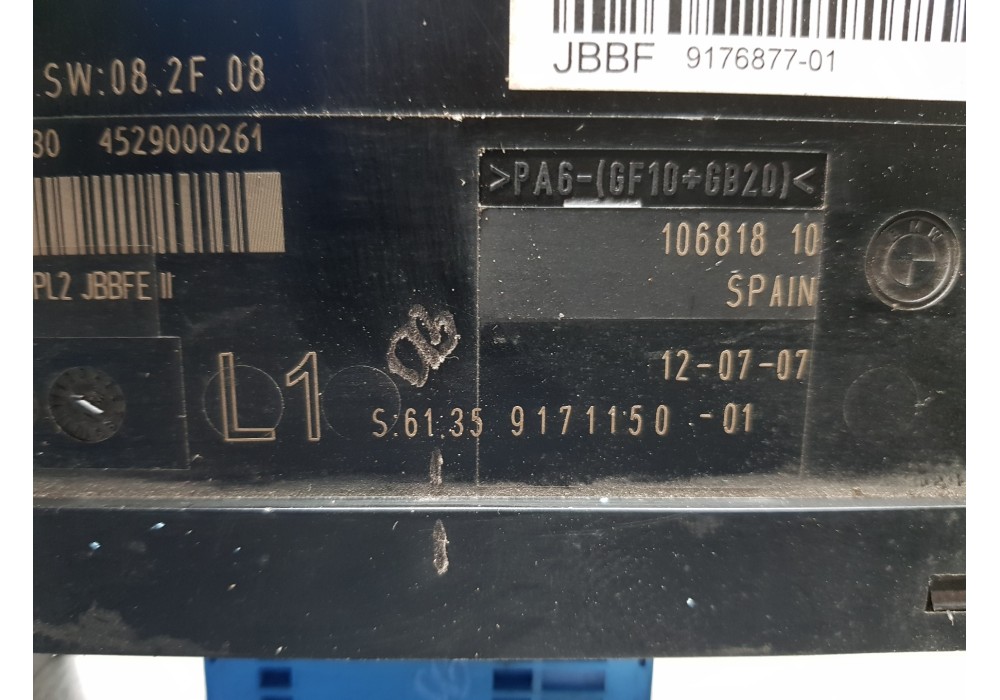 JBBF 9176877-01
.SW:08.2F.08
30 4529000261
>PA6-(GF10+GB20)<
106818 10
BMW
SPAIN
PL2 JBBFE II
12-07-07
L1
S.61.35 9171150 -01